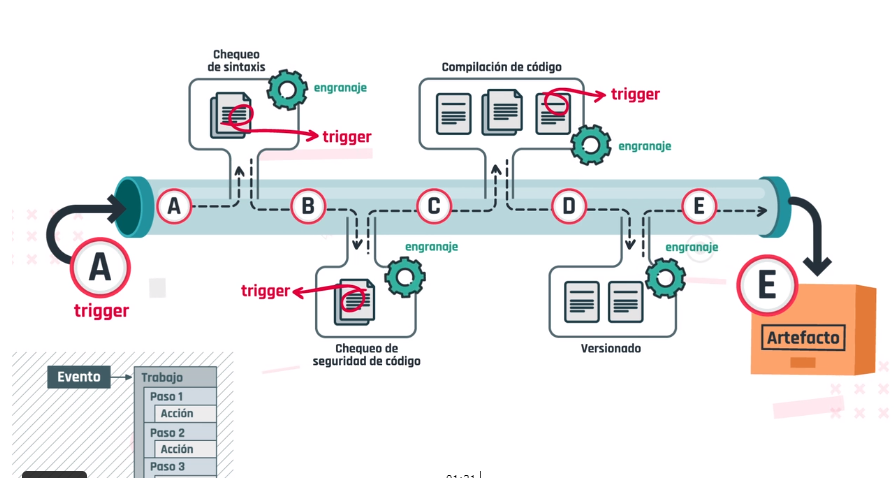 Chequeo
de sintaxis
engranaje
trigger
Compilación de código
trigger
engranaje
A
B
C
D
E
A
trigger
engranaje
trigger
Chequeo de
seguridad de código
engranaje
Versionado
E
Artefacto
Evento
Trabajo
Paso 1
Acción
Paso 2
Acción
Paso 3